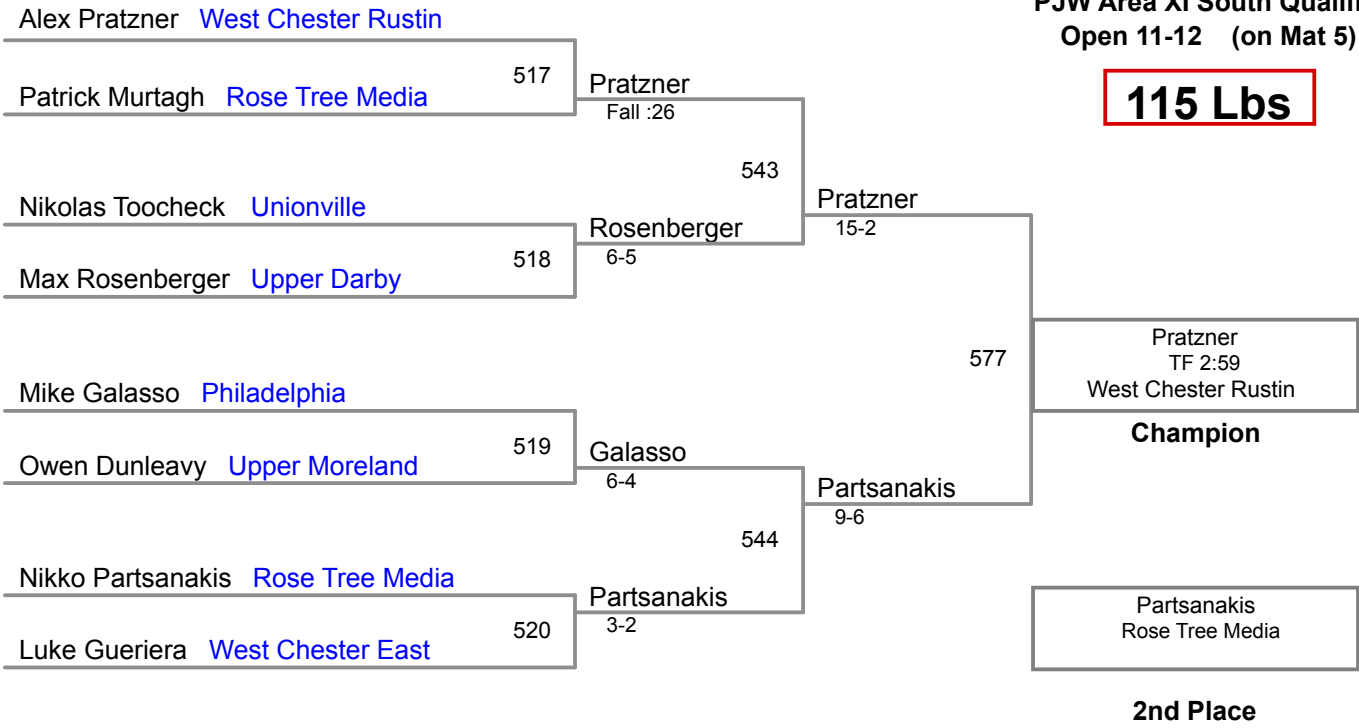 PJW Area XI South Qualifi
Open 11-12 (on Mat 5)
115 Lbs
Alex Pratzner West Chester Rustin
517
Patrick Murtagh Rose Tree Media
Pratzner
Fall :26
543
Nikolas Toocheck Unionville
518
Max Rosenberger Upper Darby
Rosenberger
6-5
Pratzner
15-2
577
Mike Galasso Philadelphia
519
Owen Dunleavy Upper Moreland
Galasso
6-4
544
Nikko Partsanakis Rose Tree Media
520
Luke Gueriera West Chester East
Partsanakis
3-2
Partsanakis
9-6
Pratzner
TF 2:59
West Chester Rustin
Champion
Partsanakis
Rose Tree Media
2nd Place